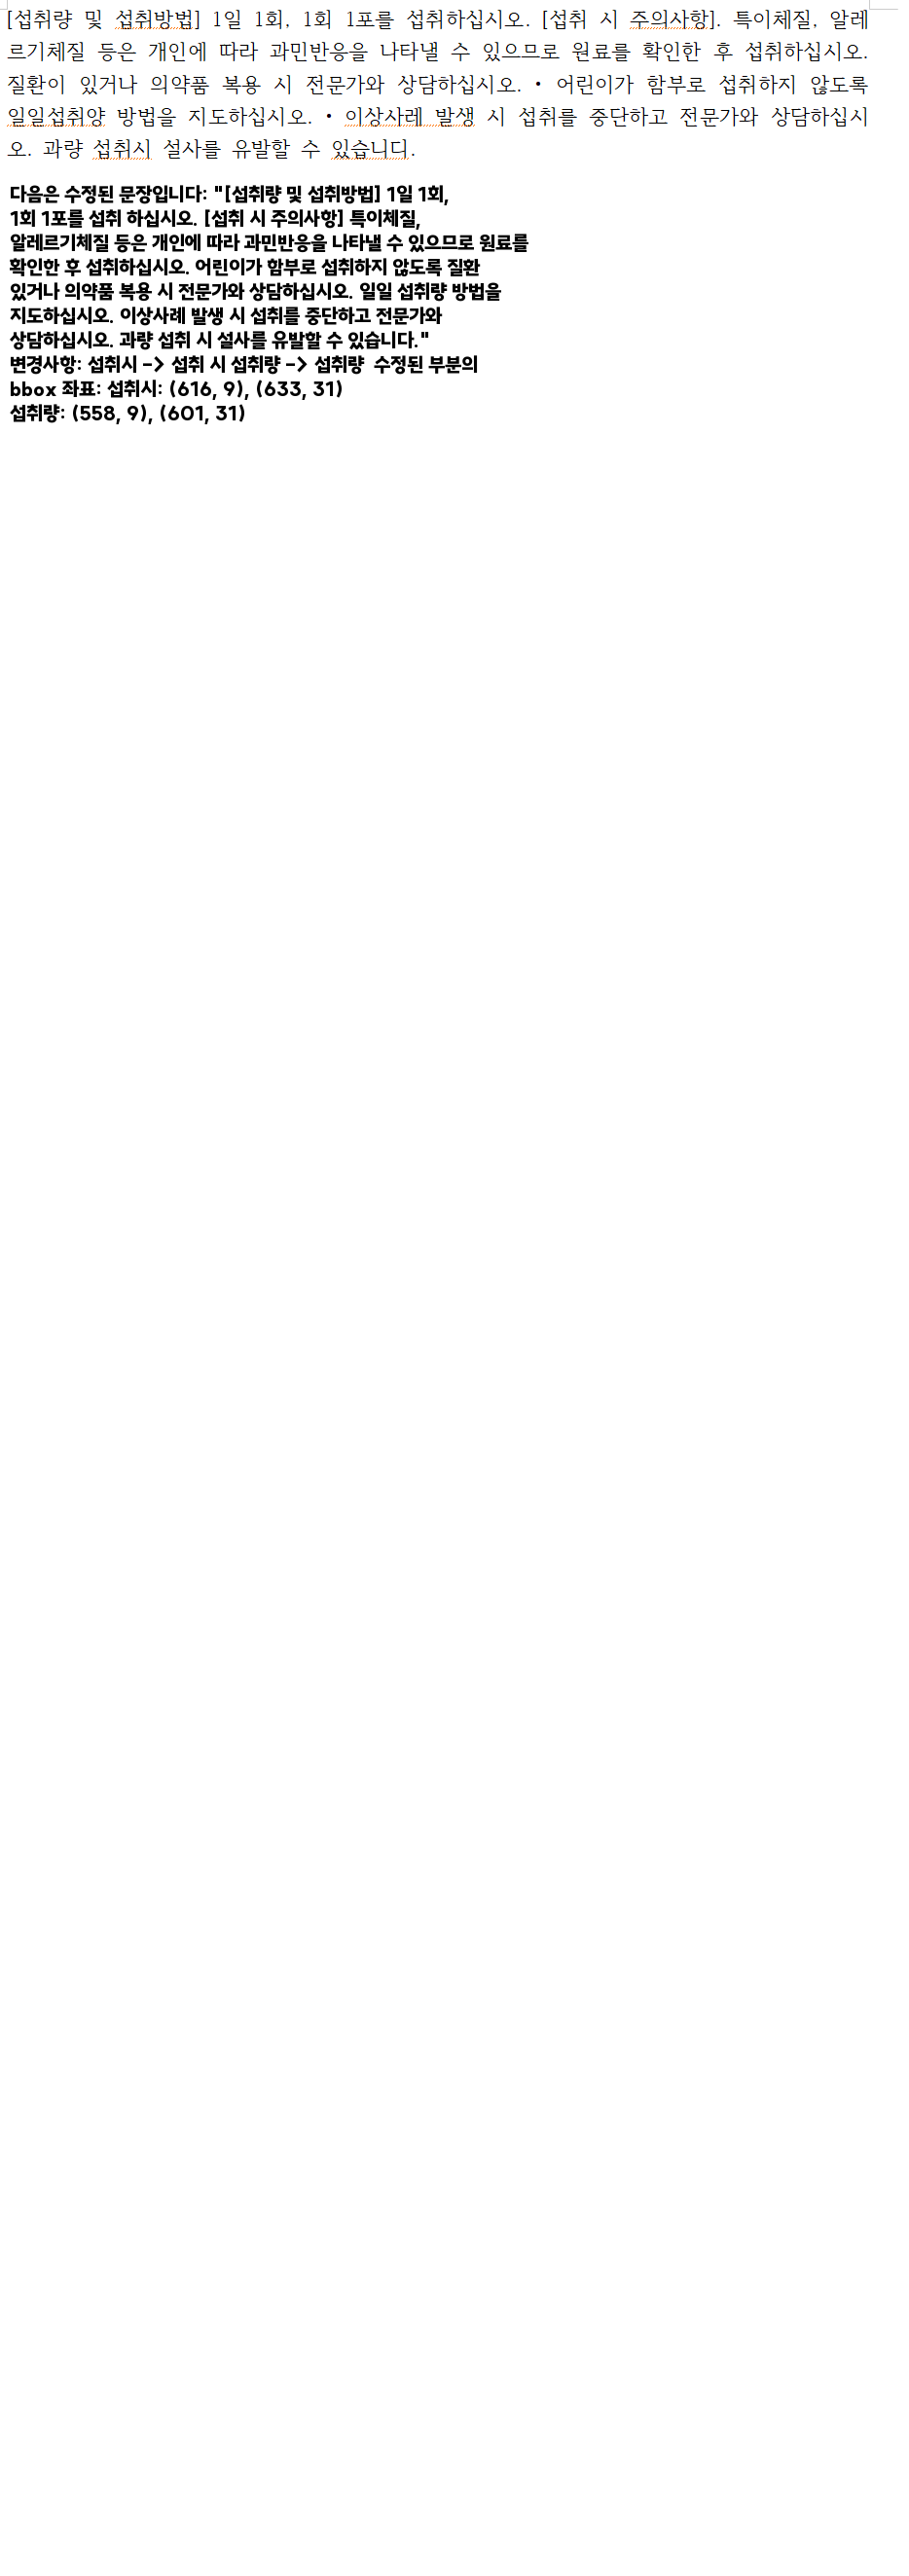 [섭취량 및 섭취방법] 1일 1회, 1회 1포를 섭취하십시오. [섭취 시 주의사항]. 특이체질, 알레
르기체질 등은 개인에 따라 과민반응을 나타낼 수 있으므로 원료를 확인한 후 섭취하십시오.
질환이 있거나 의약품 복용 시 전문가와 상담하십시오. • 어린이가 함부로 섭취하지 않도록
일일섭취양 방법을 지도하십시오. • 이상사레 발생 시 섭취를 중단하고 전문가와 상담하십시
오. 과량 섭취시 설사를 유발할 수 있습니디.
다음은 수정된 문장입니다: "[섭취량 및 섭취방법] 1일 1회,
1회 1포를 섭취 하십시오. [섭취 시 주의사항] 특이체질,
알레르기체질 등은 개인에 따라 과민반응을 나타낼 수 있으므로 원료를
확인한 후 섭취하십시오. 어린이가 함부로 섭취하지 않도록 질환
있거나 의약품 복용 시 전문가와 상담하십시오. 일일 섭취량 방법을
지도하십시오. 이상사례 발생 시 섭취를 중단하고 전문가와
상담하십시오. 과량 섭취 시 설사를 유발할 수 있습니다."
변경사항: 섭취시 -> 섭취 시 섭취량 -> 섭취량  수정된 부분의
bbox 좌표: 섭취시: (616, 9), (633, 31)
섭취량: (558, 9), (601, 31)